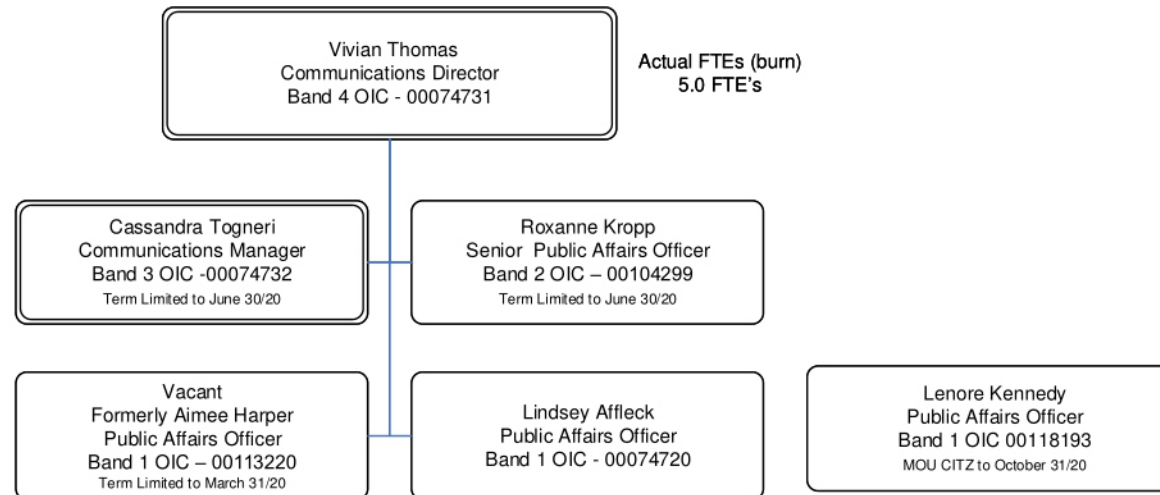 Vivian Thomas
Communications Director
Band 4 OIC - 00074731
Actual FTEs (burn)
5.0 FTE's
Cassandra Togneri
Communications Manager
Band 3 OIC -00074732
Term Limited to June 30/20
Roxanne Kropp
Senior Public Affairs Officer
Band 2 OIC – 00104299
Term Limited to June 30/20
Vacant
Formerly Aimee Harper
Public Affairs Officer
Band 1 OIC – 00113220
Term Limited to March 31/20
Lindsey Affleck
Public Affairs Officer
Band 1 OIC - 00074720
Lenore Kennedy
Public Affairs Officer
Band 1 OIC 00118193
MOU CITZ to October 31/20